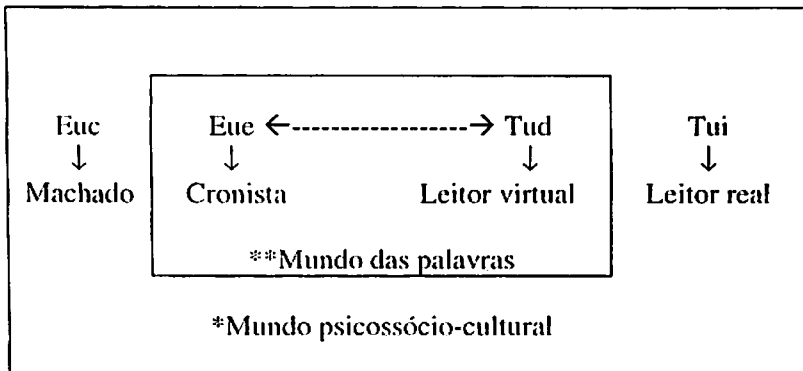 Euc Eue ←-----------------------→ Tud Tui
↓ ↓ ↓ ↓
Machado Cronista Leitor virtual Leitor real
**Mundo das palavras
*Mundo psicossócio-cultural